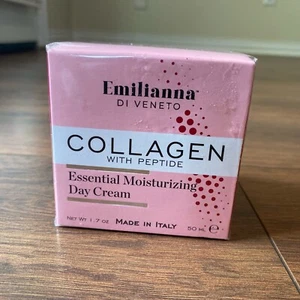 Emilianna
DI VENETO
COLLAGEN
WITH PEPTIDE
Essential Moisturizing
Day Cream
NET WT 1.7 oz MADE IN ITALY 50 ML ℮